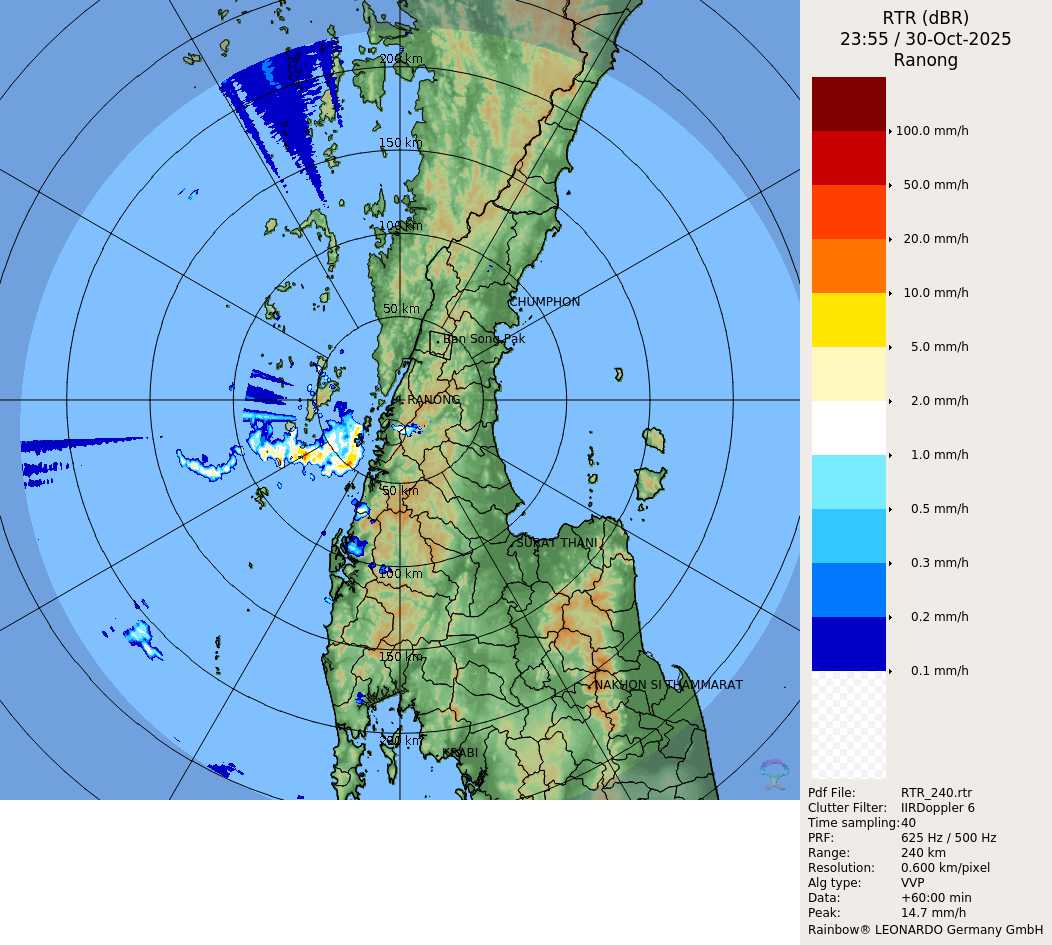 RTR (dBR)
23:55 / 30-Oct-2025
Ranong
200 km
150 km
100 km
50 km
CHUMPHON
Ban Song Pak
RANONG
50 km
SURAT THANI
100 km
150 km
NAKHON SI THAMMARAT
200 km
KRABI
100.0 mm/h
50.0 mm/h
20.0 mm/h
10.0 mm/h
5.0 mm/h
2.0 mm/h
1.0 mm/h
0.5 mm/h
0.3 mm/h
0.2 mm/h
0.1 mm/h
Pdf File: RTR_240.rtr
Clutter Filter: IIRDoppler 6
Time sampling:40
PRF: 625 Hz / 500 Hz
Range: 240 km
Resolution: 0.600 km/pixel
Alg type: VVP
Data: +60:00 min
Peak: 14.7 mm/h
Rainbow® LEONARDO Germany GmbH